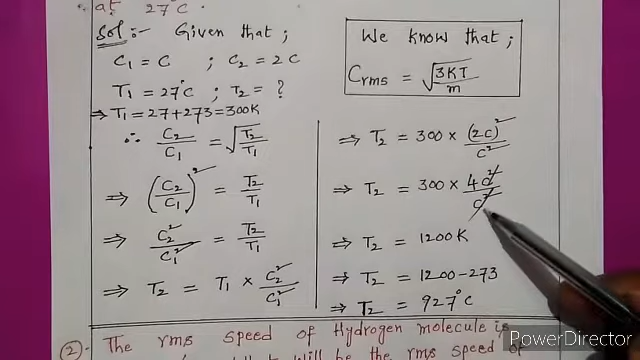 at 27°C
Sol:- Given that ;
C₁ = C ; C₂ = 2C
T₁ = 27°C ; T₂ = ?
⇒ T₁ = 27+273 = 300K
∴ C₂/C₁ = √(T₂/T₁)
⇒ (C₂/C₁)² = T₂/T₁
⇒ C₂²/C₁² = T₂/T₁
⇒ T₂ = T₁ × C₂²/C₁²
We know that ;
Crms = √(3KT/m)
⇒ T₂ = 300 × (2C)²/C²
⇒ T₂ = 300 × 4C²/C²
⇒ T₂ = 1200K
⇒ T₂ = 1200-273
⇒ T₂ = 927°C
② The rms speed of Hydrogen molecule is
will be the rms speed of
PowerDirector